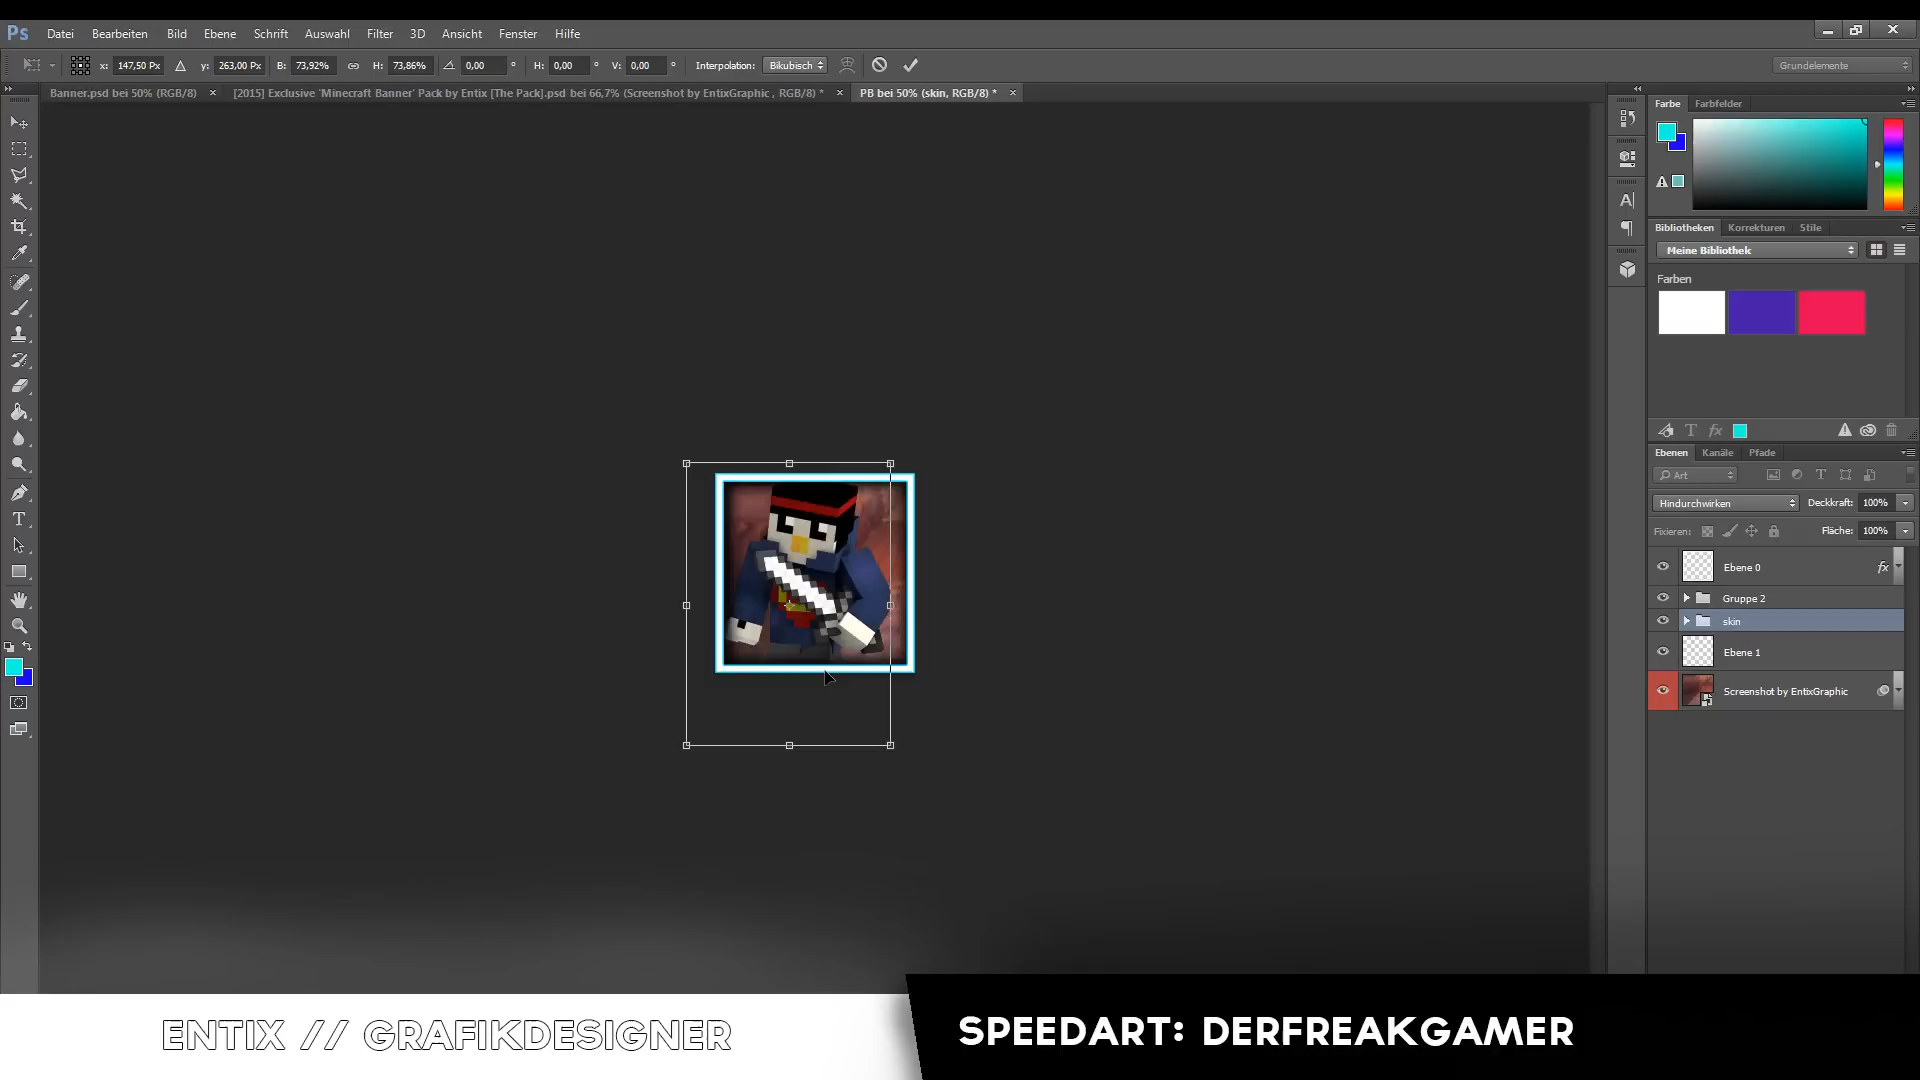 Ps Datei Bearbeiten Bild Ebene Schrift Auswahl Filter 3D Ansicht Fenster Hilfe
x: 147,50 Px y: 263,00 Px B: 73,92% H: 73,86% 0,00 ° H: 0,00 ° V: 0,00 ° Interpolation: Bikubisch Grundelemente
Banner.psd bei 50% (RGB/8) × [2015] Exclusive 'Minecraft Banner' Pack by Entix [The Pack].psd bei 66,7% (Screenshot by EntixGraphic , RGB/8) * × PB bei 50% (skin, RGB/8) * ×
Farbe Farbfelder
Bibliotheken Korrekturen Stile
Meine Bibliothek
Farben
Ebenen Kanäle Pfade
Art
Hindurchwirken Deckkraft: 100%
Fixieren: Fläche: 100%
Ebene 0 fx
Gruppe 2
skin
Ebene 1
Screenshot by EntixGraphic
ENTIX // GRAFIKDESIGNER
SPEEDART: DERFREAKGAMER